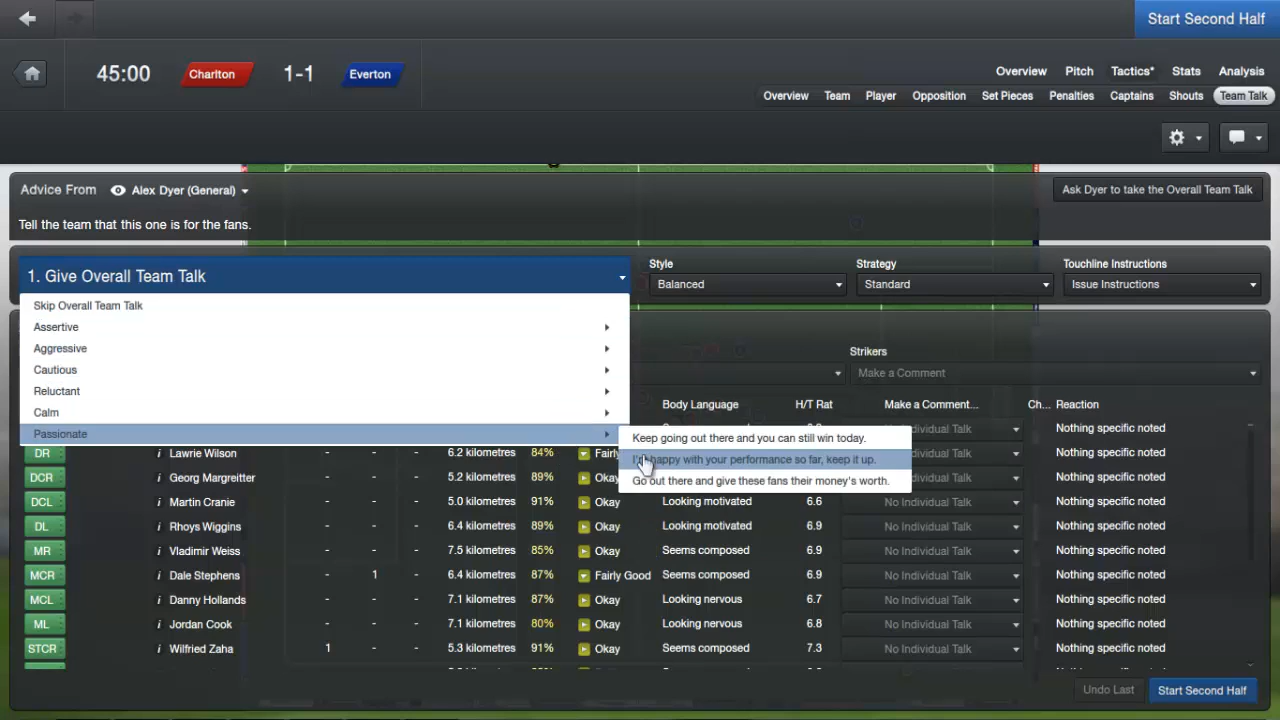 Start Second Half
45:00 Charlton 1-1 Everton
Overview Pitch Tactics* Stats Analysis
Overview Team Player Opposition Set Pieces Penalties Captains Shouts Team Talk
Advice From Alex Dyer (General)
Ask Dyer to take the Overall Team Talk
Tell the team that this one is for the fans.
1. Give Overall Team Talk
Style Strategy Touchline Instructions
Balanced Standard Issue Instructions
Skip Overall Team Talk
Assertive
Aggressive
Cautious
Reluctant
Calm
Passionate
Strikers
Make a Comment
Body Language H/T Rat Make a Comment... Ch... Reaction
Keep going out there and you can still win today.
I'm happy with your performance so far, keep it up.
Go out there and give these fans their money's worth.
No Individual Talk Nothing specific noted
DR i Lawrie Wilson - - - 6.2 kilometres 84% Fairly No Individual Talk Nothing specific noted
DCR i Georg Margreitter - - - 5.2 kilometres 89% Okay No Individual Talk Nothing specific noted
DCL i Martin Cranie - - - 5.0 kilometres 91% Okay Looking motivated 6.6 No Individual Talk Nothing specific noted
DL i Rhoys Wiggins - - - 6.4 kilometres 89% Okay Looking motivated 6.9 No Individual Talk Nothing specific noted
MR i Vladimir Weiss - - - 7.5 kilometres 85% Okay Seems composed 6.9 No Individual Talk Nothing specific noted
MCR i Dale Stephens - 1 - 6.4 kilometres 87% Fairly Good Seems composed 6.9 No Individual Talk Nothing specific noted
MCL i Danny Hollands - - - 7.1 kilometres 87% Okay Looking nervous 6.7 No Individual Talk Nothing specific noted
ML i Jordan Cook - - - 7.1 kilometres 80% Okay Looking nervous 6.8 No Individual Talk Nothing specific noted
STCR i Wilfried Zaha 1 - - 5.3 kilometres 91% Okay Seems composed 7.3 No Individual Talk Nothing specific noted
Undo Last Start Second Half